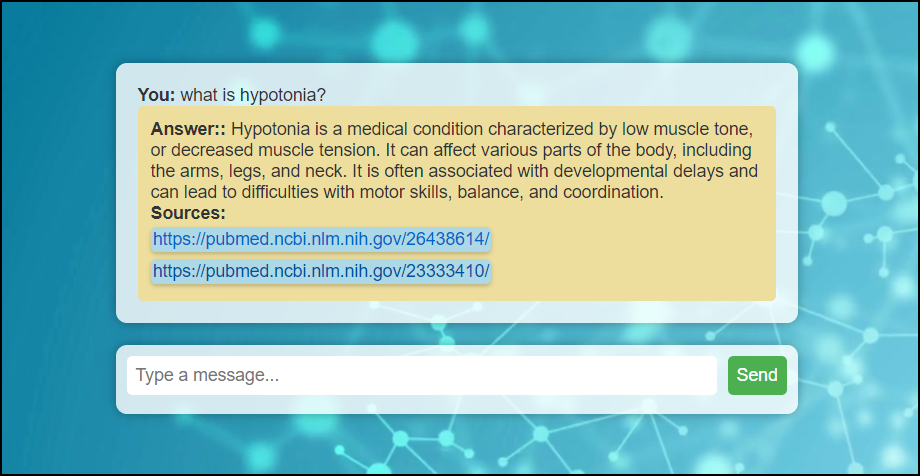 You: what is hypotonia?
Answer:: Hypotonia is a medical condition characterized by low muscle tone,
or decreased muscle tension. It can affect various parts of the body, including
the arms, legs, and neck. It is often associated with developmental delays and
can lead to difficulties with motor skills, balance, and coordination.
Sources:
https://pubmed.ncbi.nlm.nih.gov/26438614/
https://pubmed.ncbi.nlm.nih.gov/23333410/
Type a message... Send